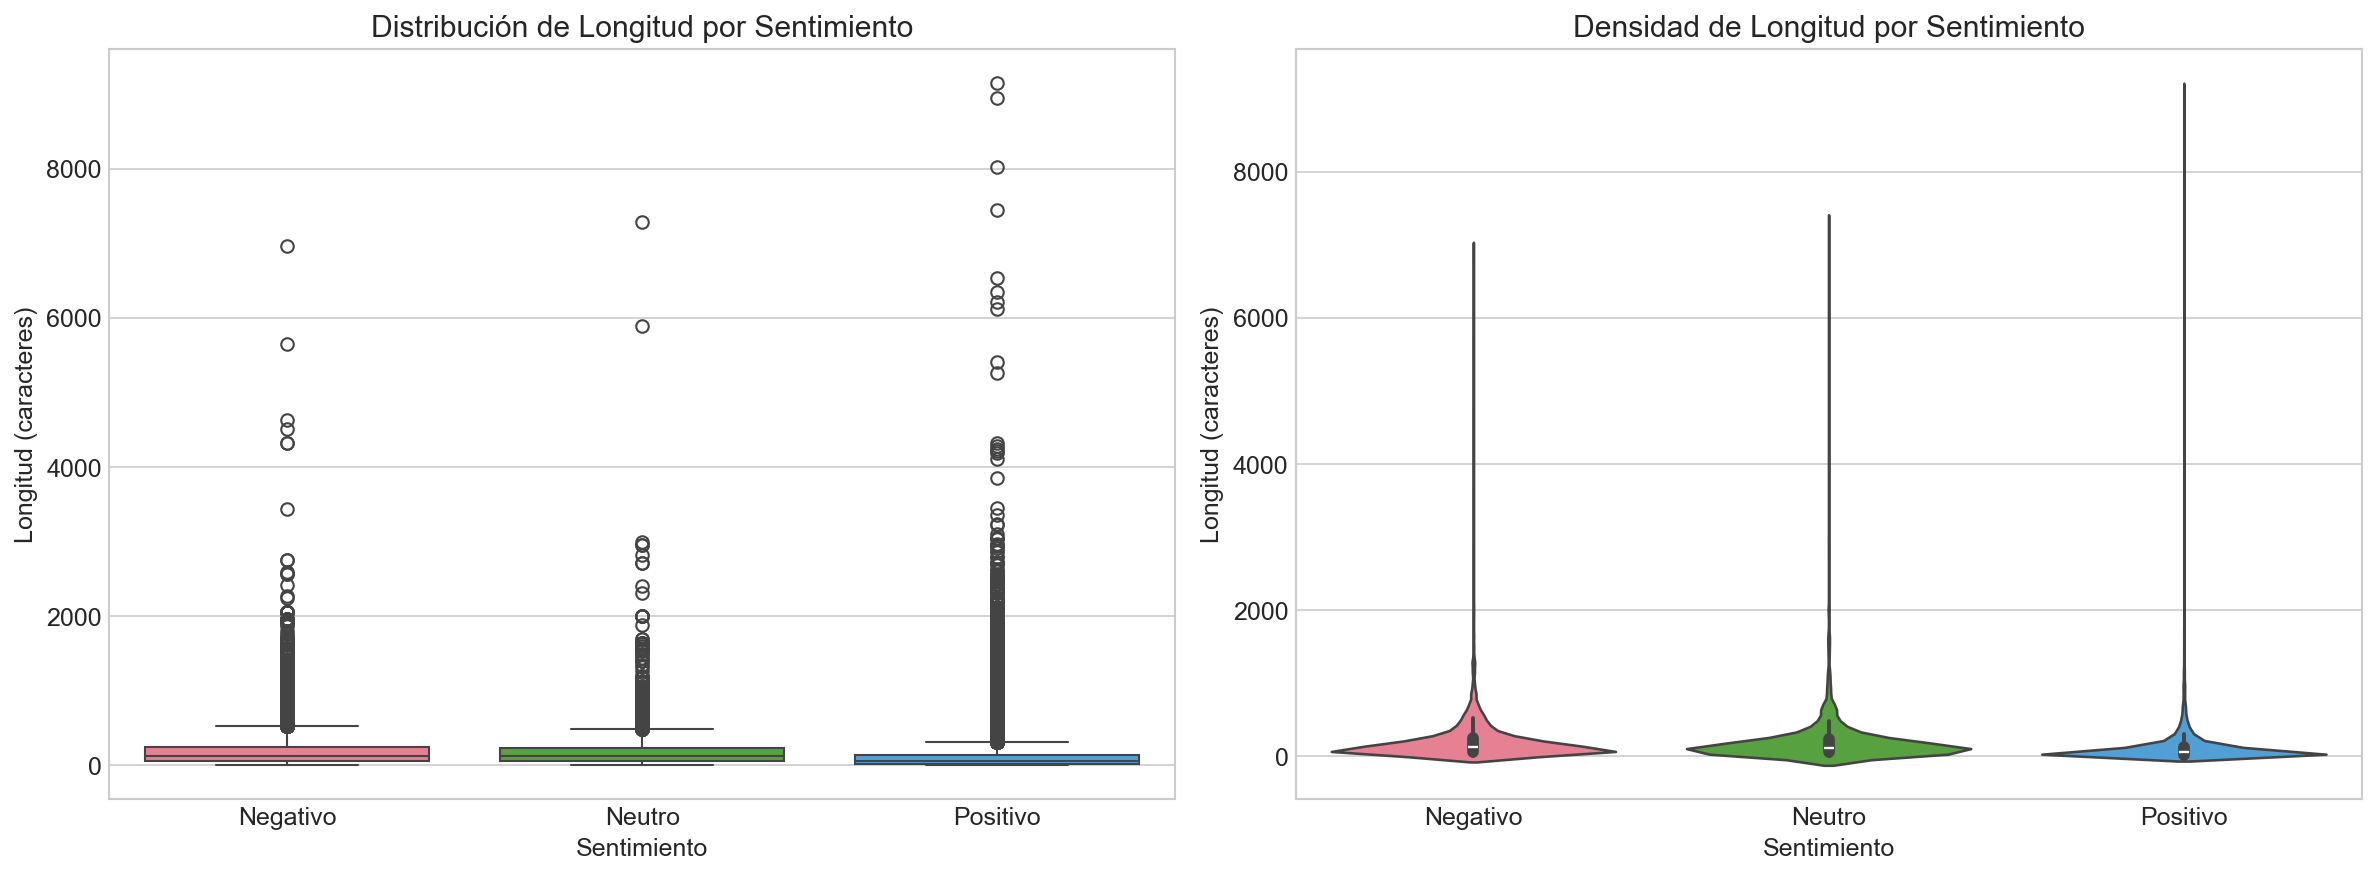 Distribución de Longitud por Sentimiento
Longitud (caracteres)
8000
6000
4000
2000
0
Negativo Neutro Positivo
Sentimiento
Densidad de Longitud por Sentimiento
Longitud (caracteres)
8000
6000
4000
2000
0
Negativo Neutro Positivo
Sentimiento